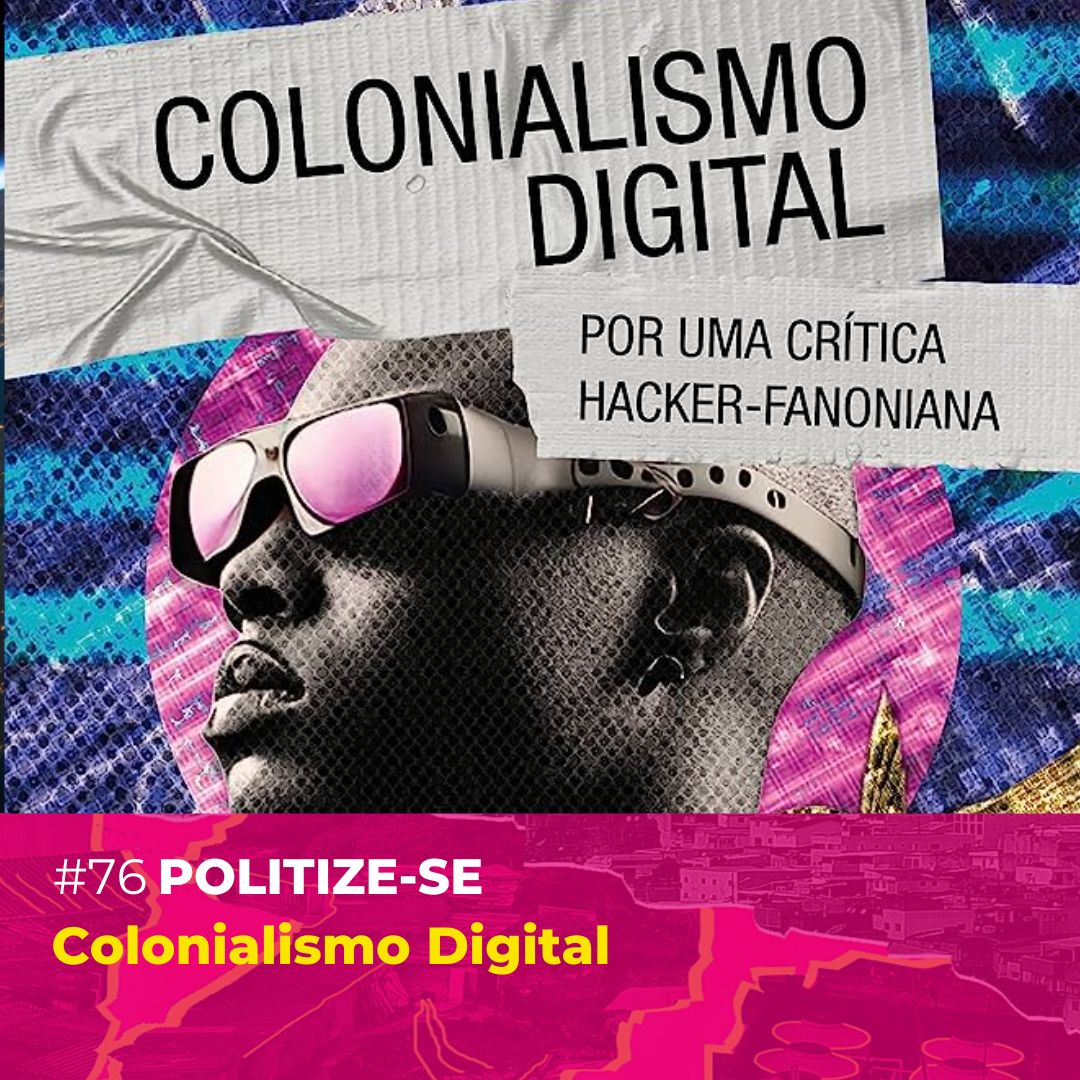 COLONIALISMO
DIGITAL
POR UMA CRÍTICA
HACKER-FANONIANA
#76 POLITIZE-SE
Colonialismo Digital